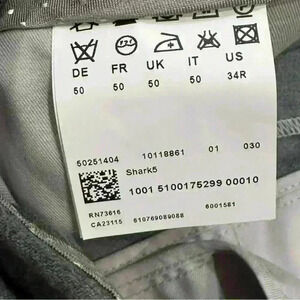 DE FR UK IT US
50 50 50 50 34R
50251404 10118861 01 030
Shark5
1001 5100175299 00010
RN73616 6001581
CA23115 610769089088